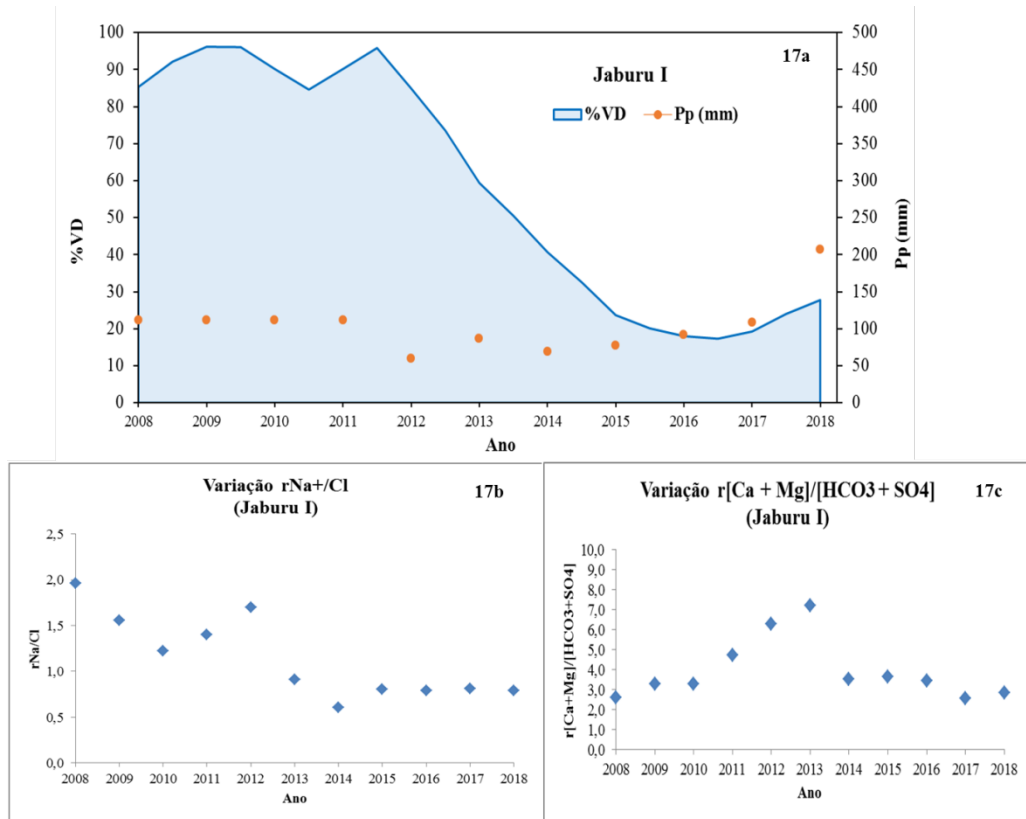 17a
Jaburu I
%VD Pp (mm)
100
90
80
70
60
50
40
30
20
10
0
%VD
500
450
400
350
300
250
200
150
100
50
0
Pp (mm)
2008 2009 2010 2011 2012 2013 2014 2015 2016 2017 2018
Ano
Variação rNa+/Cl
(Jaburu I)
17b
2,5
2,0
1,5
1,0
0,5
0,0
rNa/Cl
2008 2009 2010 2011 2012 2013 2014 2015 2016 2017 2018
Ano
Variação r[Ca + Mg]/[HCO3 + SO4]
(Jaburu I)
17c
10,0
9,0
8,0
7,0
6,0
5,0
4,0
3,0
2,0
1,0
0,0
r[Ca+Mg]/[HCO3+SO4]
2008 2009 2010 2011 2012 2013 2014 2015 2016 2017 2018
Ano